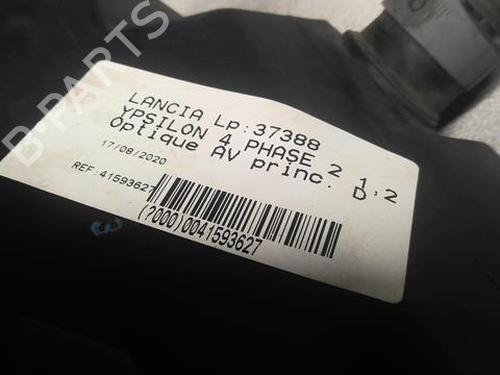 LANCIA Lp:37388
YPSILON 4 PHASE 2 1,2
Optique AV princ. D
17/08/2020
REF:41593627
(?000)0041593627
B-PARTS